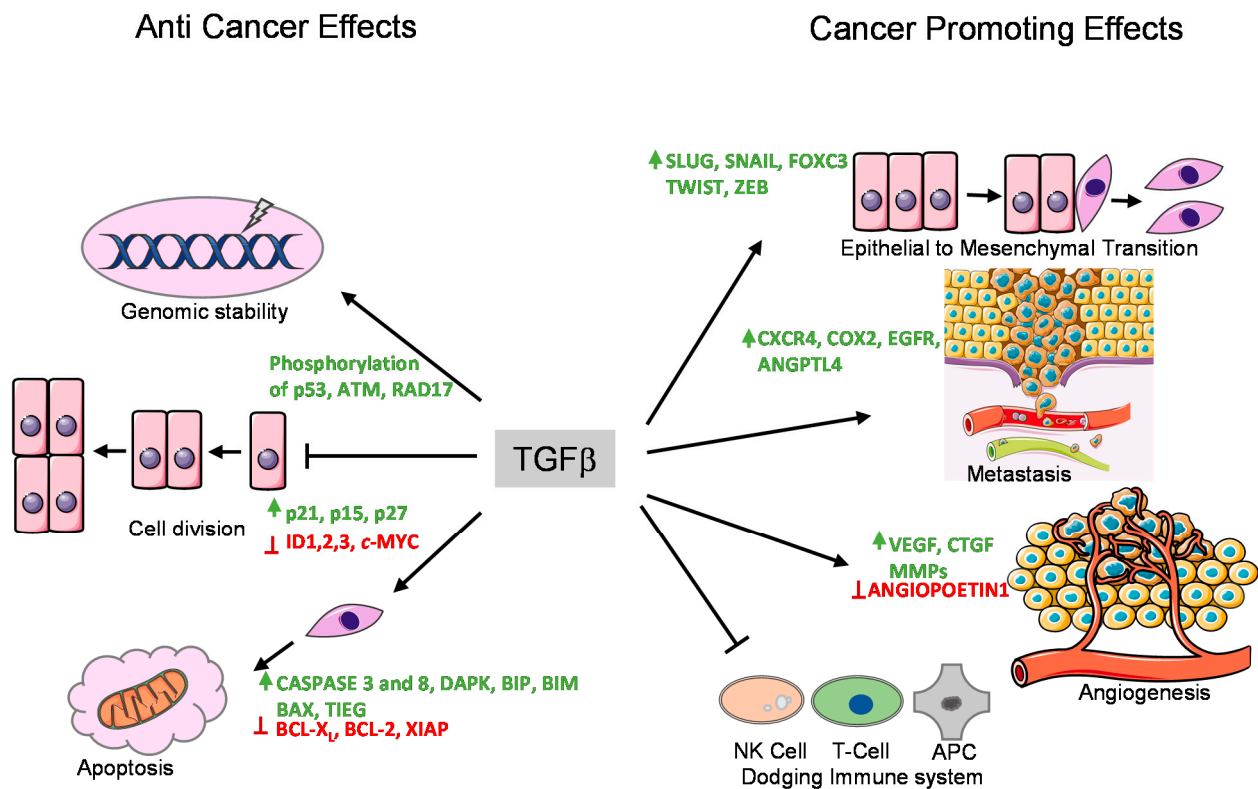 Anti Cancer Effects
Cancer Promoting Effects
SLUG, SNAIL, FOXC3
TWIST, ZEB
Epithelial to Mesenchymal Transition
Genomic stability
CXCR4, COX2, EGFR,
ANGPTL4
Phosphorylation
of p53, ATM, RAD17
TGFβ
Metastasis
Cell division
p21, p15, p27
ID1,2,3, c-MYC
VEGF, CTGF
MMPs
ANGIOPOETIN1
Angiogenesis
CASPASE 3 and 8, DAPK, BIP, BIM
BAX, TIEG
BCL-XL, BCL-2, XIAP
Apoptosis
NK Cell T-Cell APC
Dodging Immune system